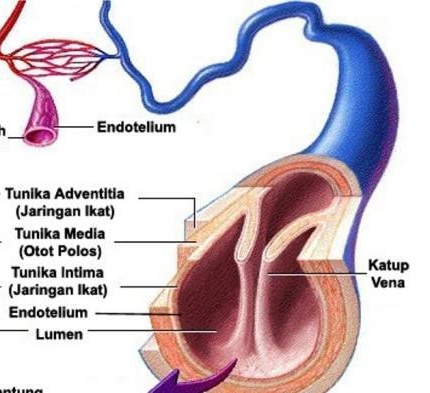 Endotelium
Tunika Adventitia
(Jaringan Ikat)
Tunika Media
(Otot Polos)
Tunika Intima
(Jaringan Ikat)
Endotelium
Lumen
Katup
Vena